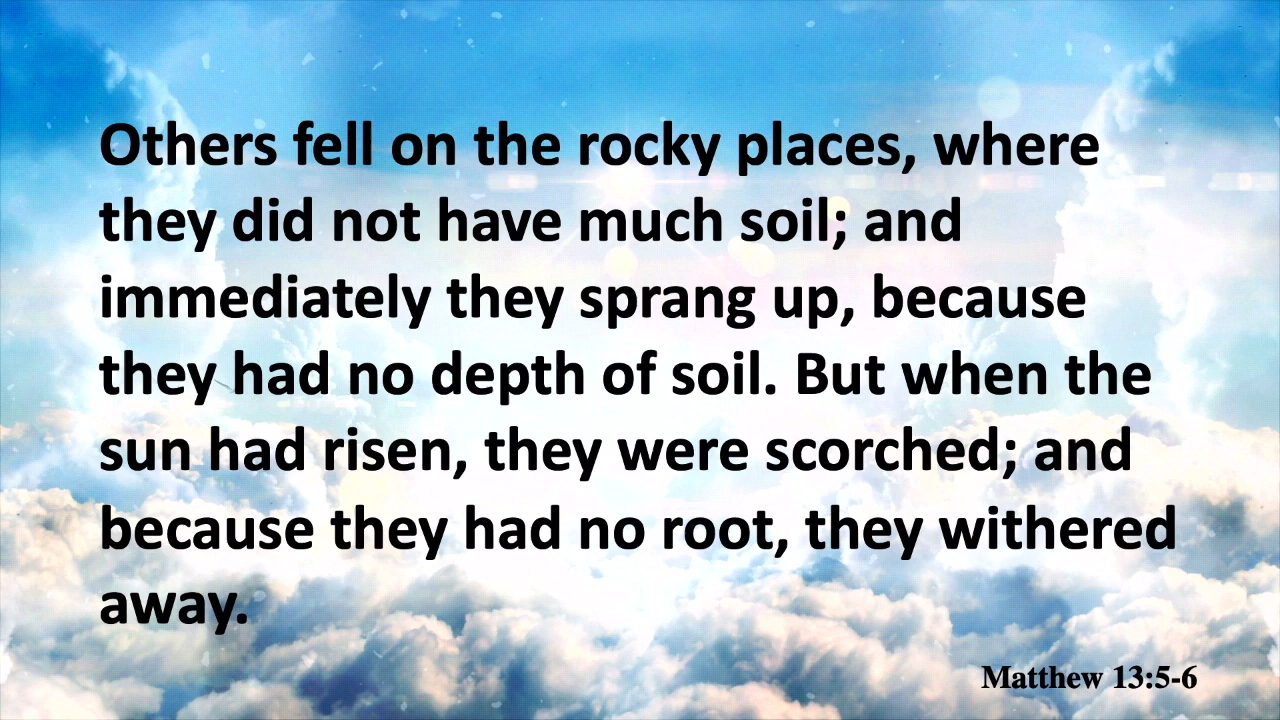 Others fell on the rocky places, where
they did not have much soil; and
immediately they sprang up, because
they had no depth of soil. But when the
sun had risen, they were scorched; and
because they had no root, they withered
away.
Matthew 13:5-6